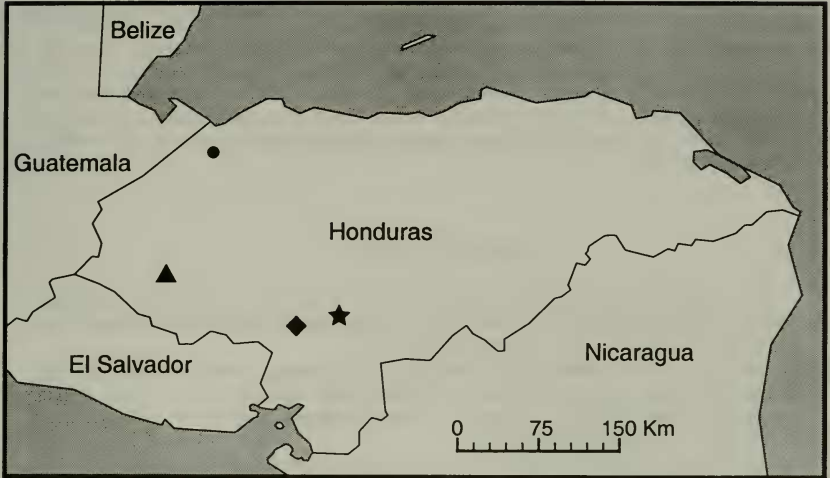 Belize
Guatemala
Honduras
El Salvador
Nicaragua
0 75 150 Km